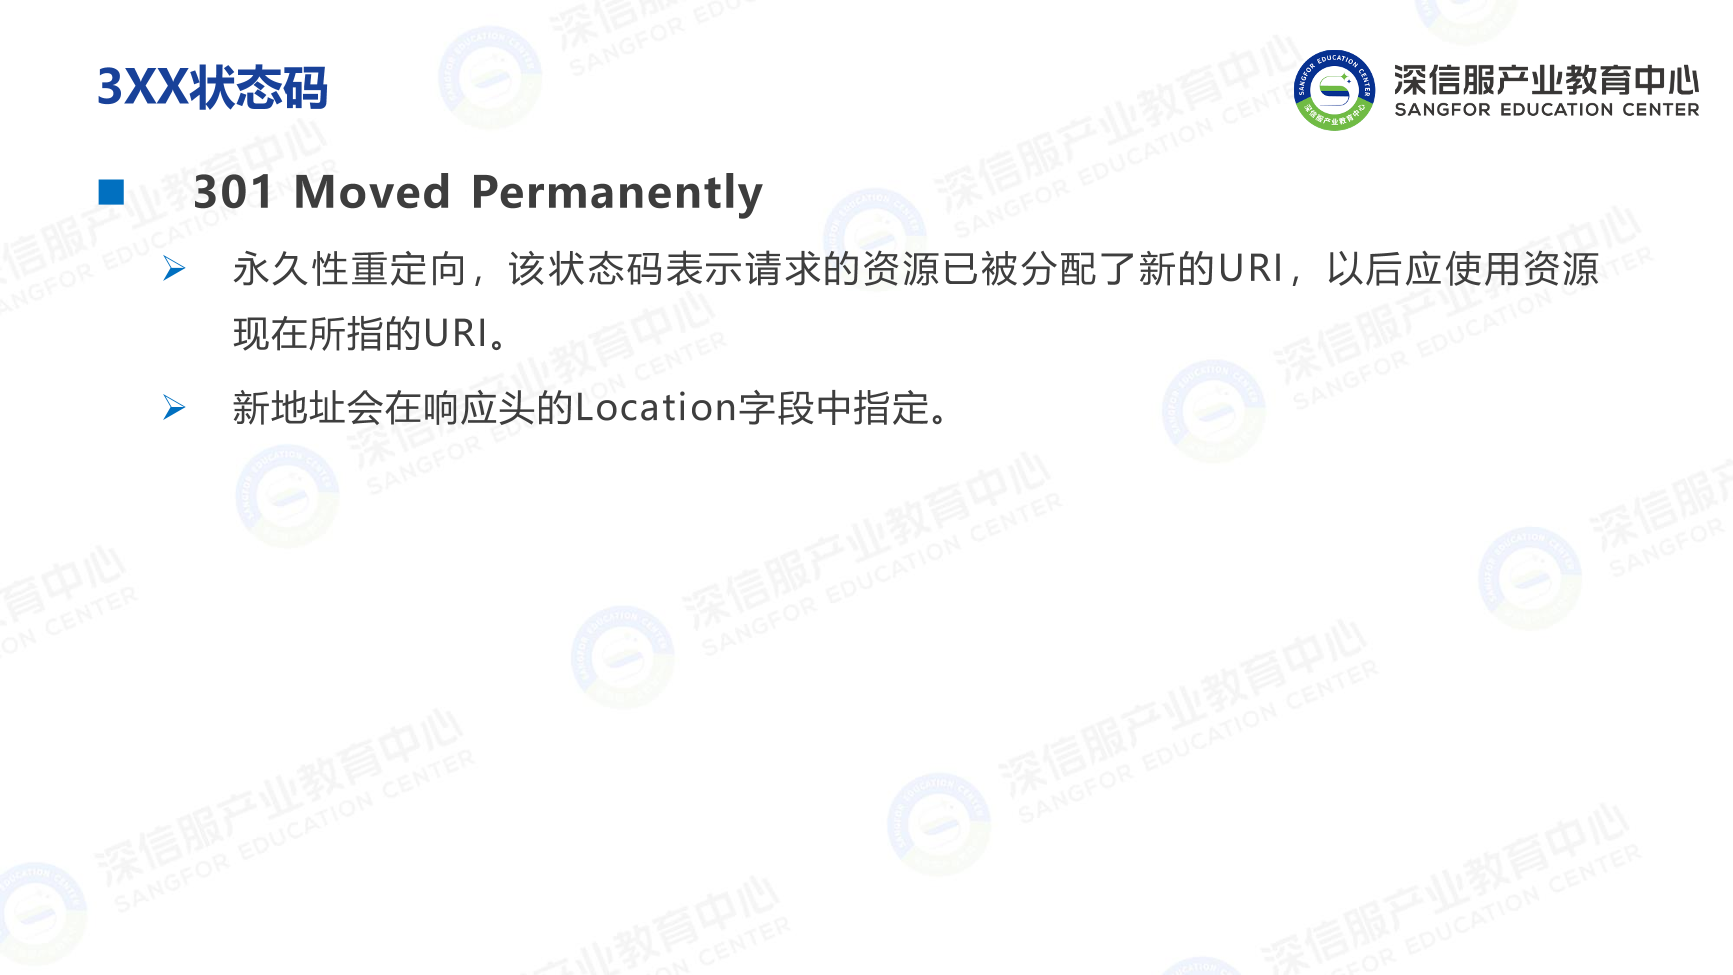 3XX状态码
深信服产业教育中心
SANGFOR EDUCATION CENTER
301 Moved Permanently
永久性重定向，该状态码表示请求的资源已被分配了新的URI，以后应使用资源
现在所指的URI。
新地址会在响应头的Location字段中指定。